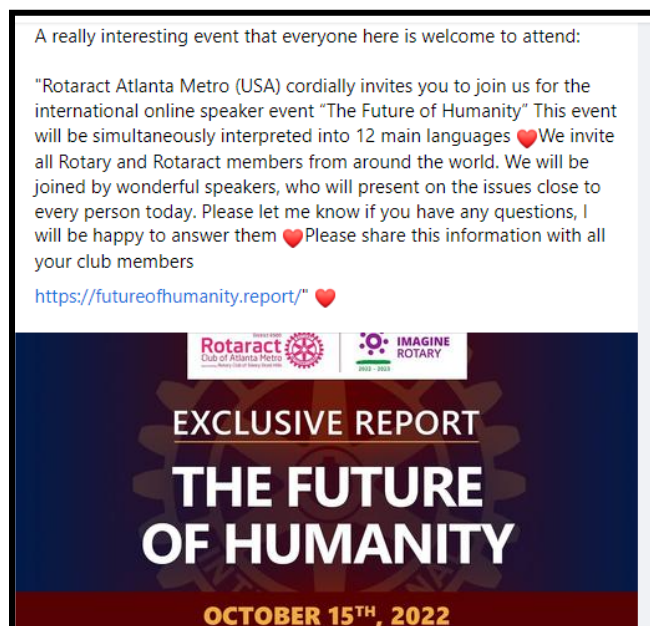 A really interesting event that everyone here is welcome to attend:
"Rotaract Atlanta Metro (USA) cordially invites you to join us for the
international online speaker event “The Future of Humanity” This event
will be simultaneously interpreted into 12 main languages ❤️We invite
all Rotary and Rotaract members from around the world. We will be
joined by wonderful speakers, who will present on the issues close to
every person today. Please let me know if you have any questions, I
will be happy to answer them ❤️Please share this information with all
your club members
https://futureofhumanity.report/" ❤️
Rotaract
Club of Atlanta Metro
IMAGINE
ROTARY
2022 - 2023
EXCLUSIVE REPORT
THE FUTURE
OF HUMANITY
OCTOBER 15TH, 2022